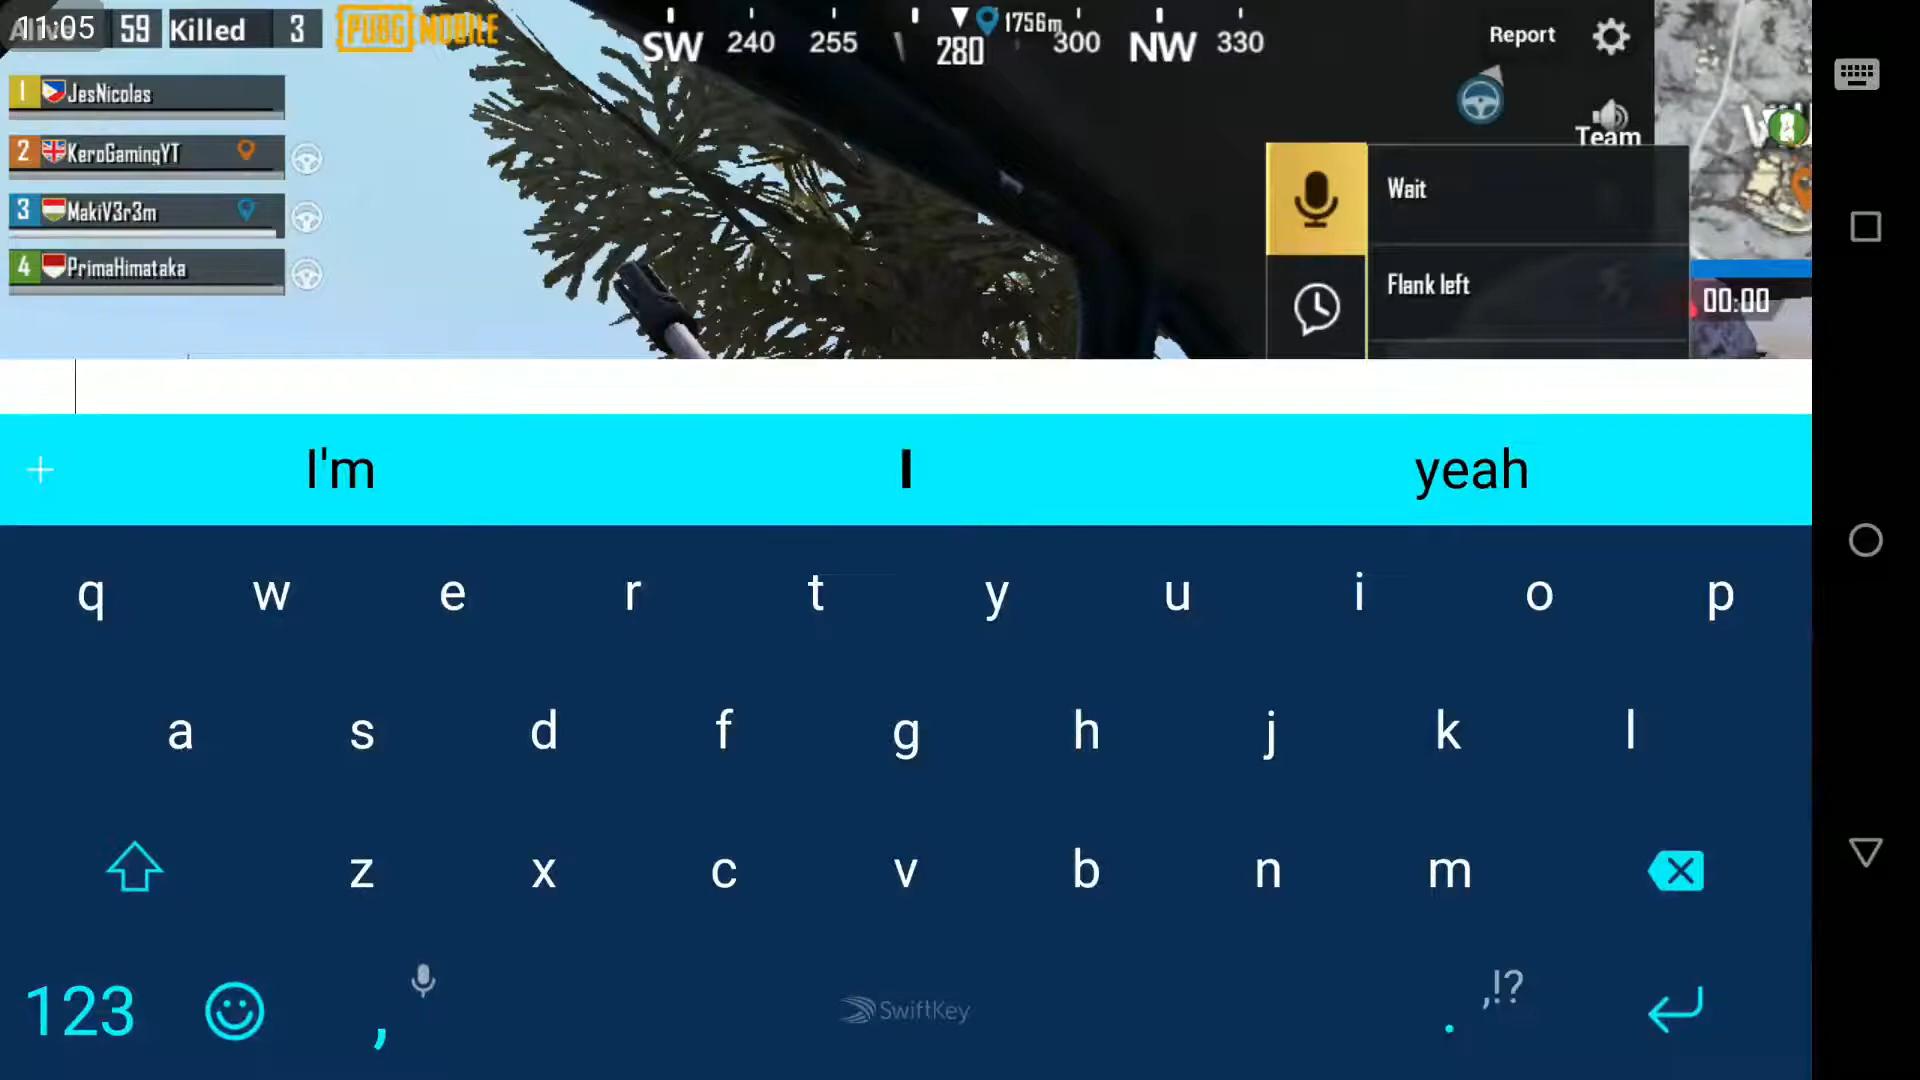 11:05 59 Killed 3 PUBG MOBILE
SW 240 255 280 1756m 300 NW 330
Report
1 JesNicolas
2 KeroGamingYT
3 MakiV3r3m
4 PrimaHimataka
Team
Wait
Flank left
00:00
I'm I yeah
q w e r t y u i o p
a s d f g h j k l
z x c v b n m
123 , SwiftKey . ,!?